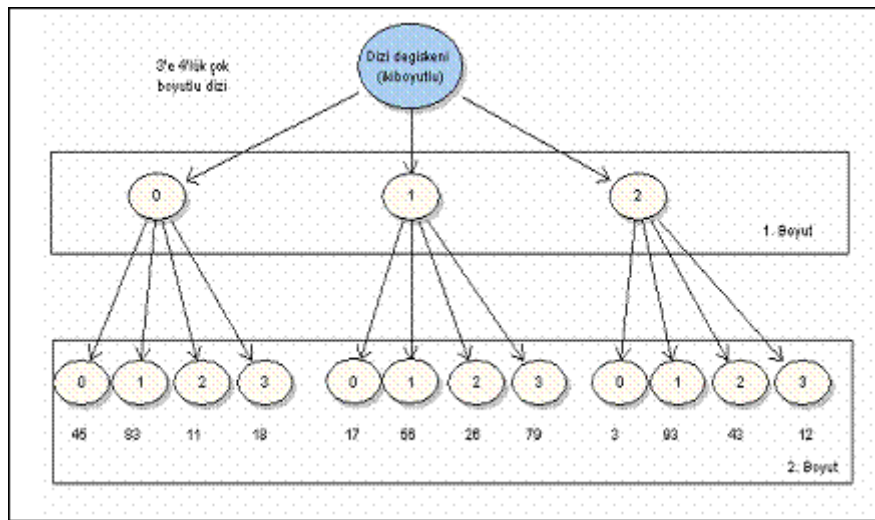 Dizi degiskeni
(ikiboyutlu)
3'e 4'lük çok
boyutlu dizi
0 1 2
1. Boyut
0 1 2 3 0 1 2 3 0 1 2 3
45 83 11 18 17 56 26 79 3 93 43 12
2. Boyut